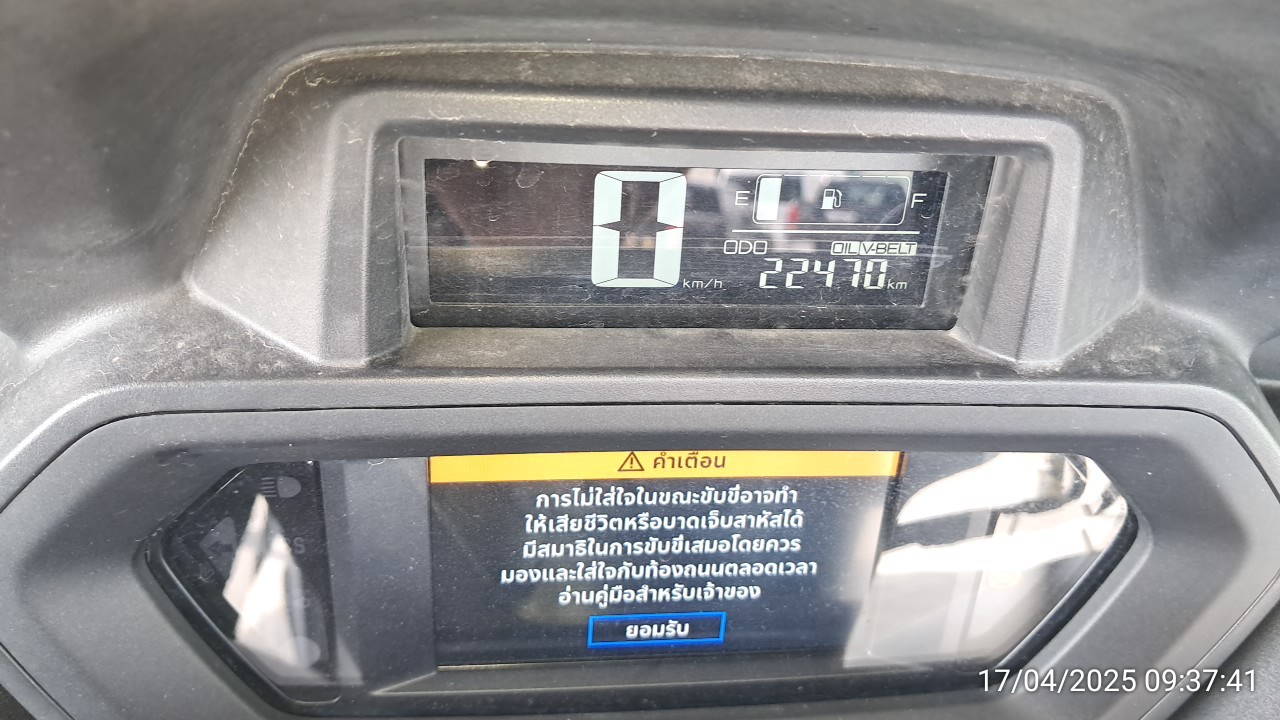 0
km/h
E F
ODO OIL V-BELT
22470 km
คำเตือน
การไม่ใส่ใจในขณะขับขี่อาจทำ
ให้เสียชีวิตหรือบาดเจ็บสาหัสได้
มีสมาธิในการขับขี่เสมอโดยควร
มองและใส่ใจกับท้องถนนตลอดเวลา
อ่านคู่มือสำหรับเจ้าของ
ยอมรับ
17/04/2025 09:37:41